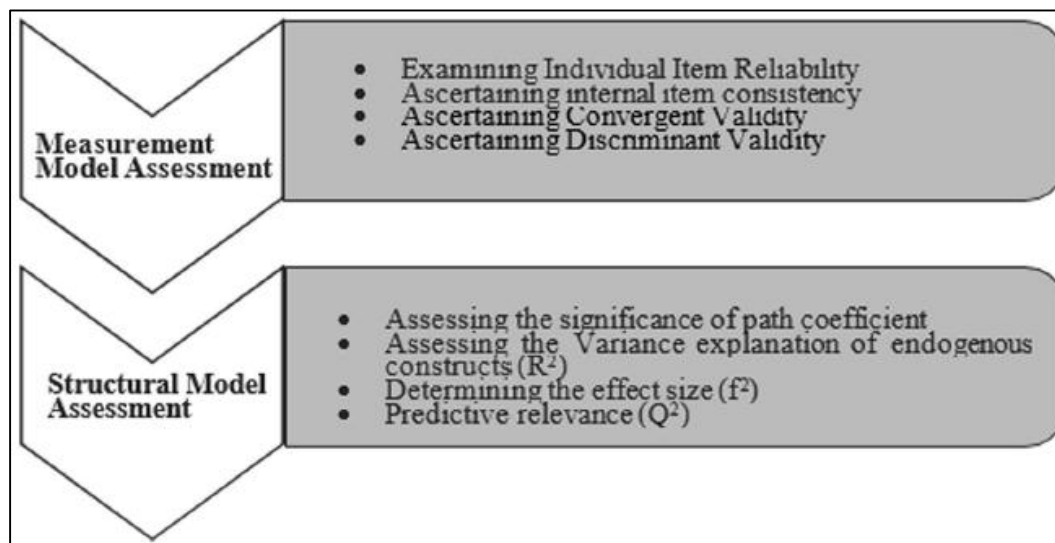 Measurement
Model Assessment
• Examining Individual Item Reliability
• Ascertaining internal item consistency
• Ascertaining Convergent Validity
• Ascertaining Discriminant Validity
Structural Model
Assessment
• Assessing the significance of path coefficient
• Assessing the Variance explanation of endogenous
constructs (R²)
• Determining the effect size (f²)
• Predictive relevance (Q²)